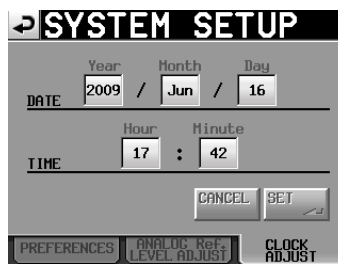 SYSTEM SETUP
Year Month Day
DATE 2009 / Jun / 16
Hour Minute
TIME 17 : 42
CANCEL SET
PREFERENCES ANALOG Ref. LEVEL ADJUST CLOCK ADJUST